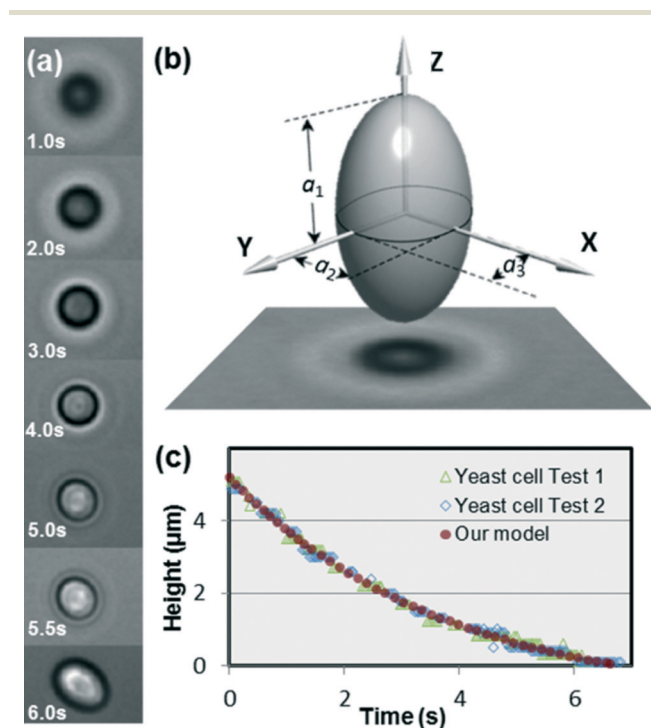 (a)
1.0s
2.0s
3.0s
4.0s
5.0s
5.5s
6.0s
(b)
Z
a1
Y
X
a2
a3
(c)
Yeast cell Test 1
Yeast cell Test 2
Our model
Height (µm)
4
2
0
0
2
4
6
Time (s)